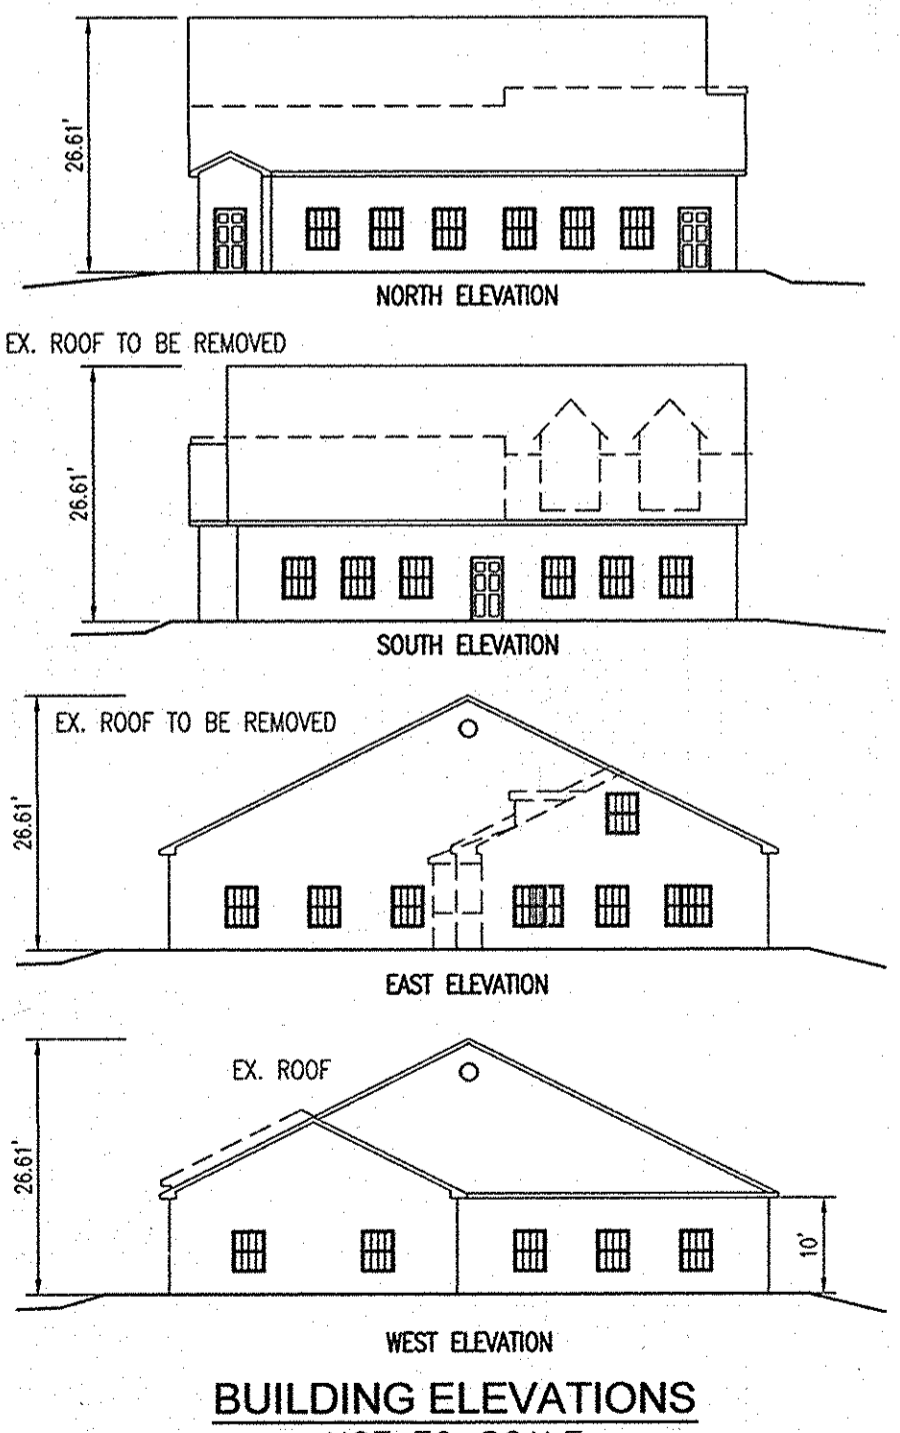 26.61'
NORTH ELEVATION
EX. ROOF TO BE REMOVED
26.61'
SOUTH ELEVATION
EX. ROOF TO BE REMOVED
26.61'
EAST ELEVATION
EX. ROOF
26.61'
10'
WEST ELEVATION
BUILDING ELEVATIONS